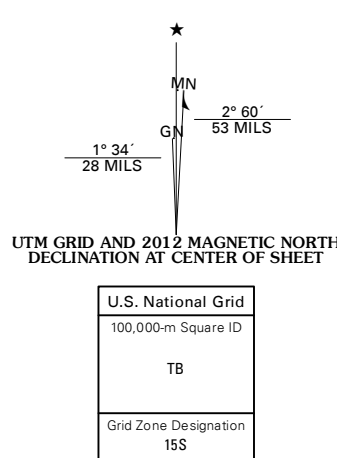 ★
MN
2° 60´
53 MILS
GN
1° 34´
28 MILS
UTM GRID AND 2012 MAGNETIC NORTH
DECLINATION AT CENTER OF SHEET
U.S. National Grid
100,000-m Square ID
TB
Grid Zone Designation
15S